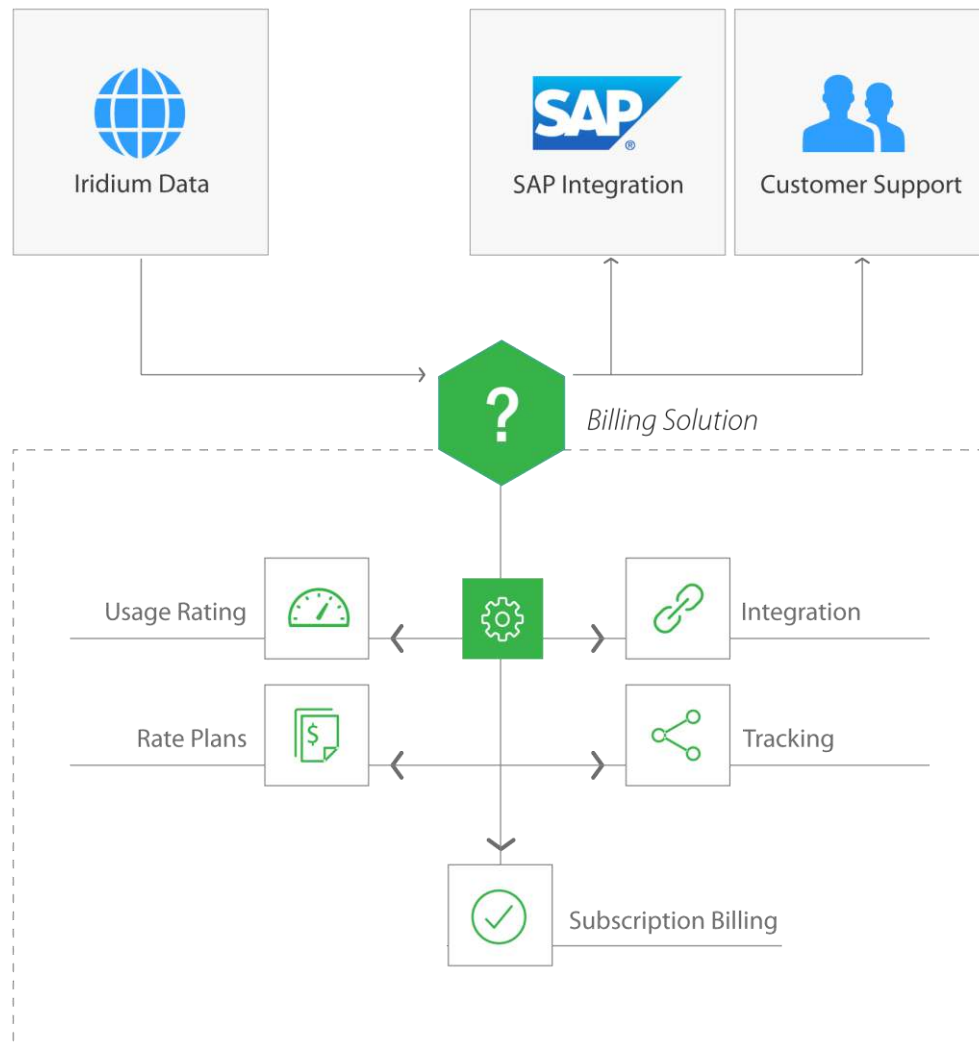 SAP
®
Iridium Data
SAP Integration
Customer Support
?
Billing Solution
Usage Rating
Integration
$
Rate Plans
Tracking
Subscription Billing